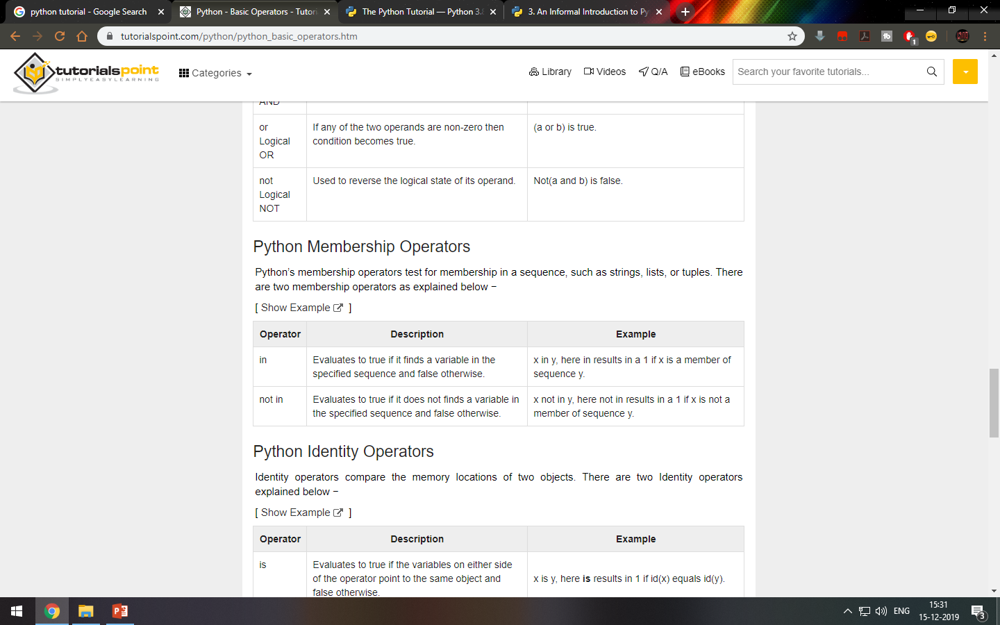 python tutorial - Google Search
Python - Basic Operators - Tutori
The Python Tutorial — Python 3.8
3. An Informal Introduction to Py
tutorialspoint.com/python/python_basic_operators.htm
1
tutorialspoint
SIMPLYEASYLEARNING
Categories
Library
Videos
Q/A
eBooks
Search your favorite tutorials...
AND
or
Logical
OR
If any of the two operands are non-zero then
condition becomes true.
(a or b) is true.
not
Logical
NOT
Used to reverse the logical state of its operand.
Not(a and b) is false.
Python Membership Operators
Python’s membership operators test for membership in a sequence, such as strings, lists, or tuples. There
are two membership operators as explained below −
[ Show Example ]
Operator Description Example
in
Evaluates to true if it finds a variable in the
specified sequence and false otherwise.
x in y, here in results in a 1 if x is a member of
sequence y.
not in
Evaluates to true if it does not finds a variable in
the specified sequence and false otherwise.
x not in y, here not in results in a 1 if x is not a
member of sequence y.
Python Identity Operators
Identity operators compare the memory locations of two objects. There are two Identity operators
explained below −
[ Show Example ]
Operator Description Example
is
Evaluates to true if the variables on either side
of the operator point to the same object and
false otherwise.
x is y, here is results in 1 if id(x) equals id(y).
ENG
15:31
15-12-2019
3